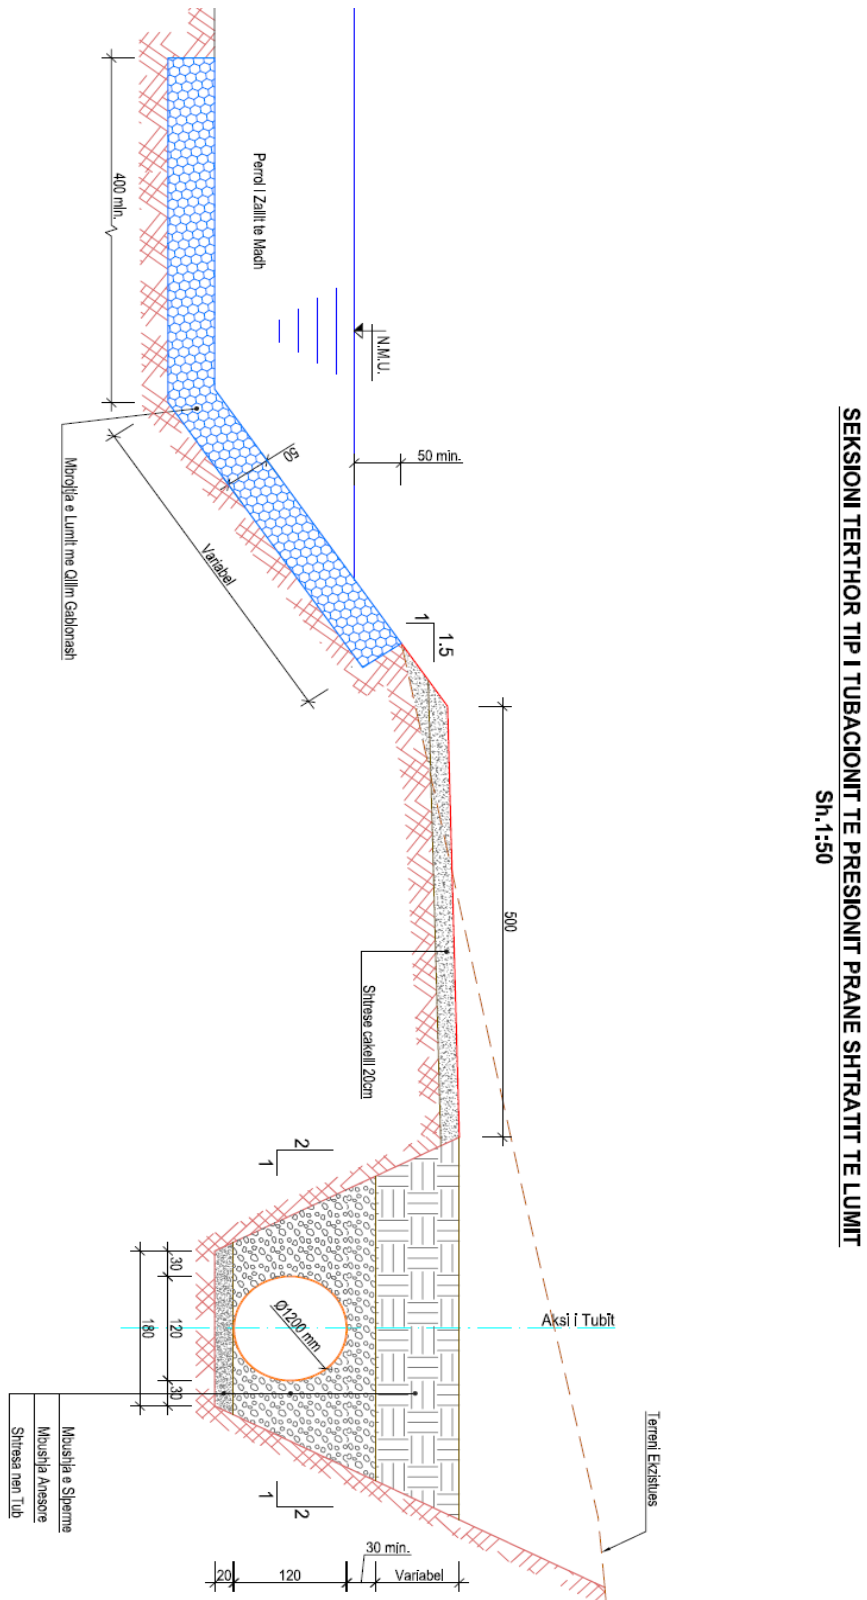 SEKSIONI TERTHOR TIP I TUBACIONIT TE PRESIONIT PRANE SHTRATIT TE LUMIT
Sh.1:50
Perroi i Zallit te Madh
N.M.U.
400 min.
50 min.
50
Variabel
Mbrojtja e Lumit me Qilim Gabionash
1
1.5
500
Shtrese cakelli 20cm
Terreni Ekzistues
Aksi i Tubit
2
1
Ø1200 mm
30
120
30
180
1
2
Mbushja e Siperme
Mbushja Anesore
Shtresa nen Tub
20
120
30 min.
Variabel